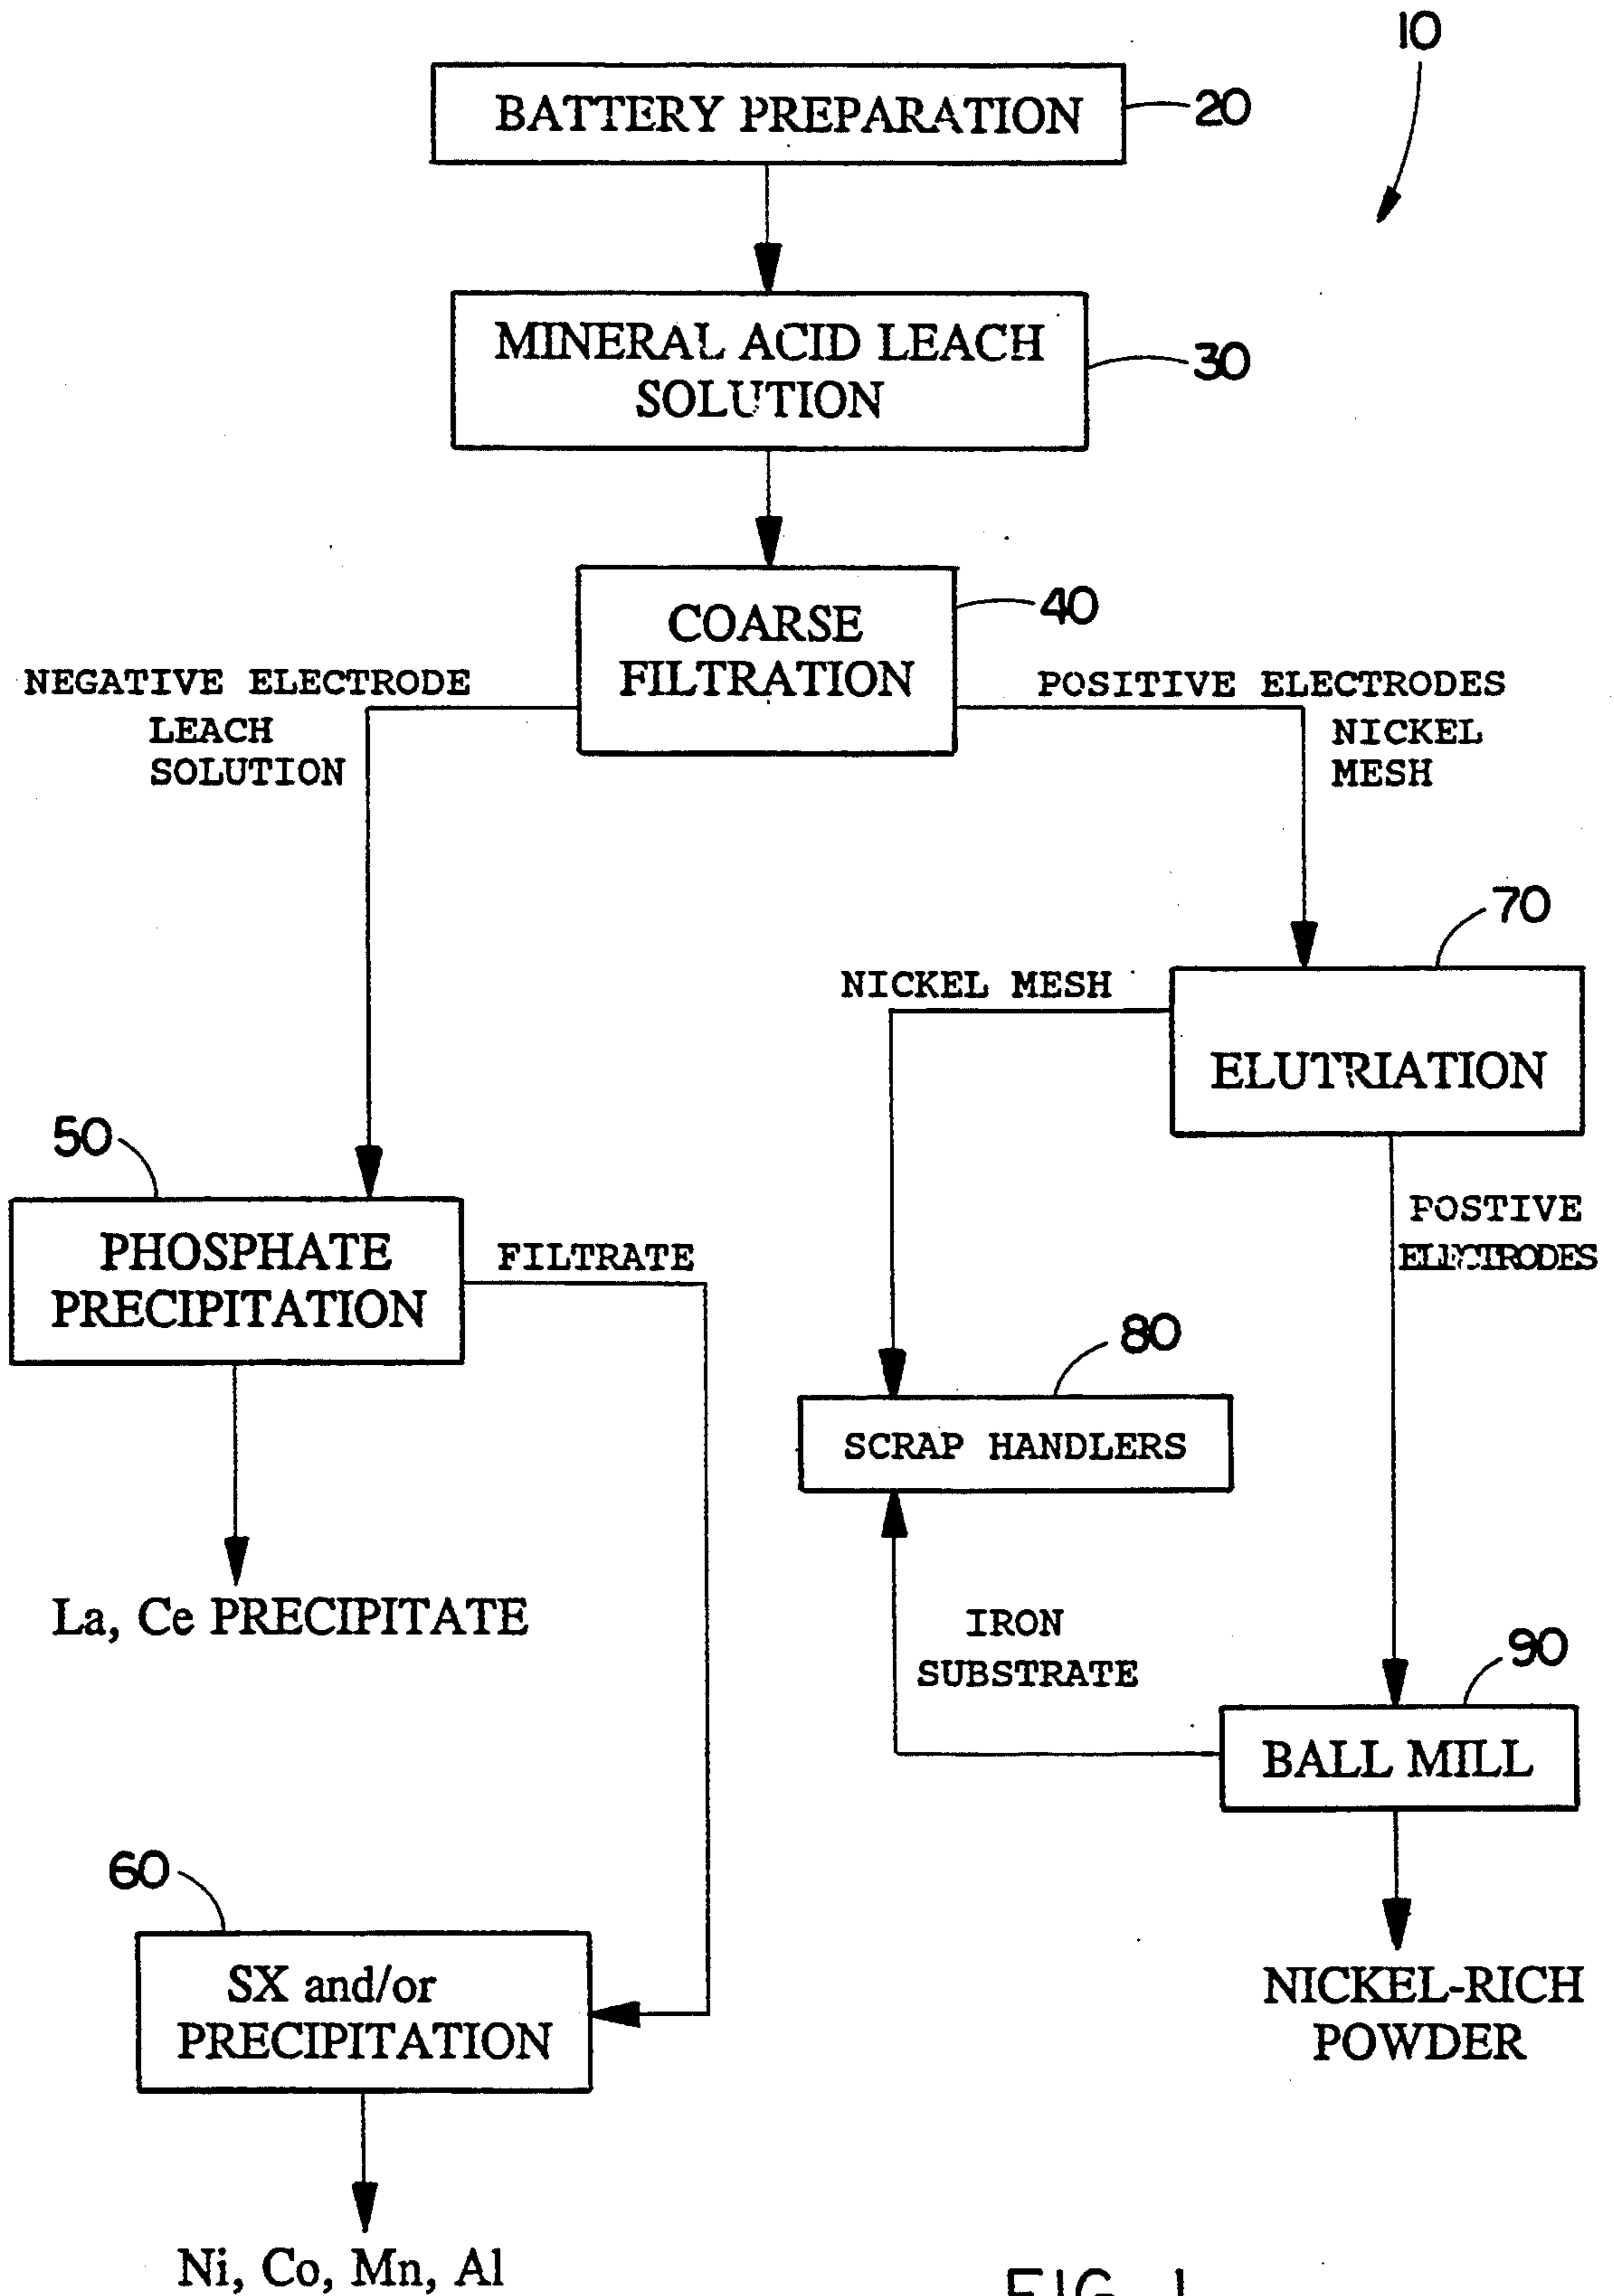 10
BATTERY PREPARATION
20
MINERAL ACID LEACH
SOLUTION
30
COARSE
FILTRATION
40
NEGATIVE ELECTRODE
LEACH
SOLUTION
POSITIVE ELECTRODES
NICKEL
MESH
70
NICKEL MESH
ELUTRIATION
50
PHOSPHATE
PRECIPITATION
FILTRATE
POSTIVE
ELECTRODES
80
SCRAP HANDLERS
La, Ce PRECIPITATE
IRON
SUBSTRATE
90
BALL MILL
60
SX and/or
PRECIPITATION
NICKEL-RICH
POWDER
Ni, Co, Mn, Al
FIG. 1